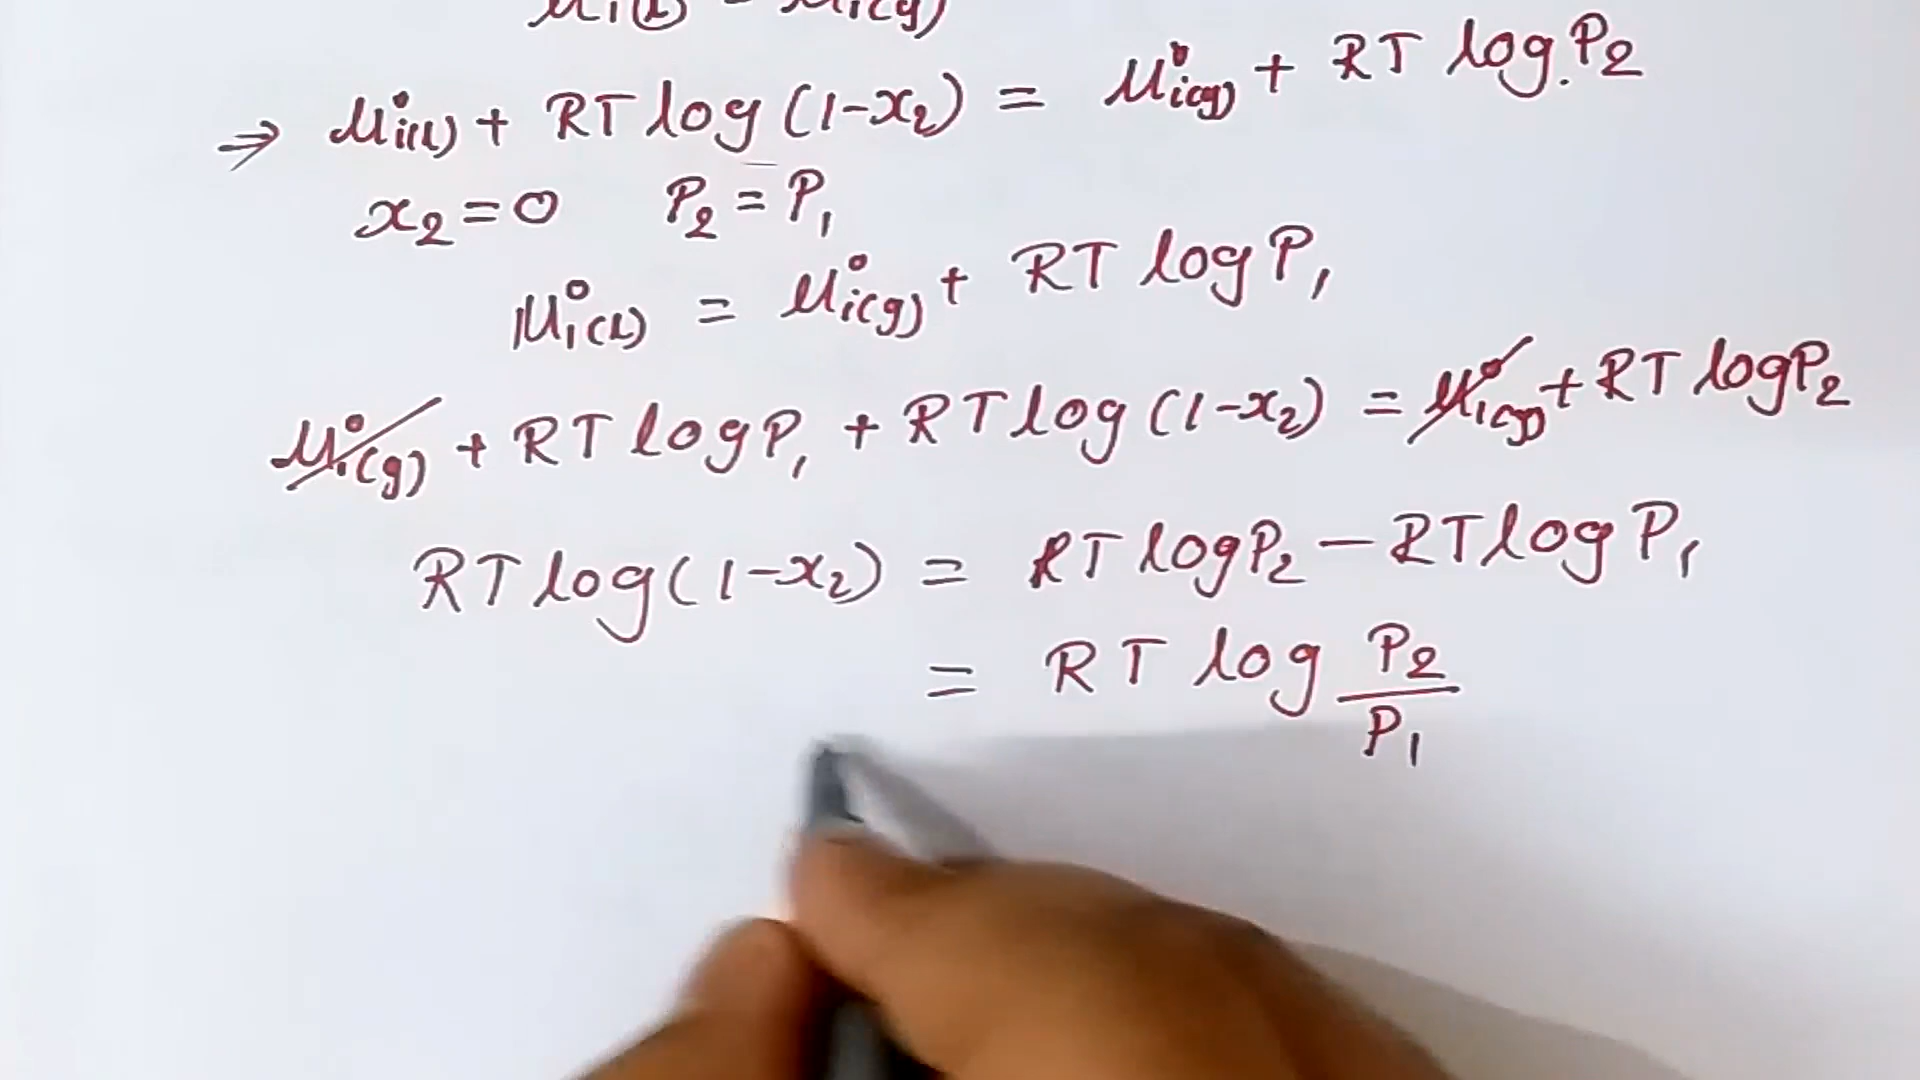 μ₁(l) = μ₁(g)
⇒ μ°₁(l) + RT log (1-x₂) = μ°₁(g) + RT log P₂
x₂ = 0 P₂ = P₁
μ°₁(l) = μ°₁(g) + RT log P₁
μ°₁(g) + RT log P₁ + RT log (1-x₂) = μ°₁(g) + RT log P₂
RT log (1-x₂) = RT log P₂ - RT log P₁
= RT log P₂/P₁